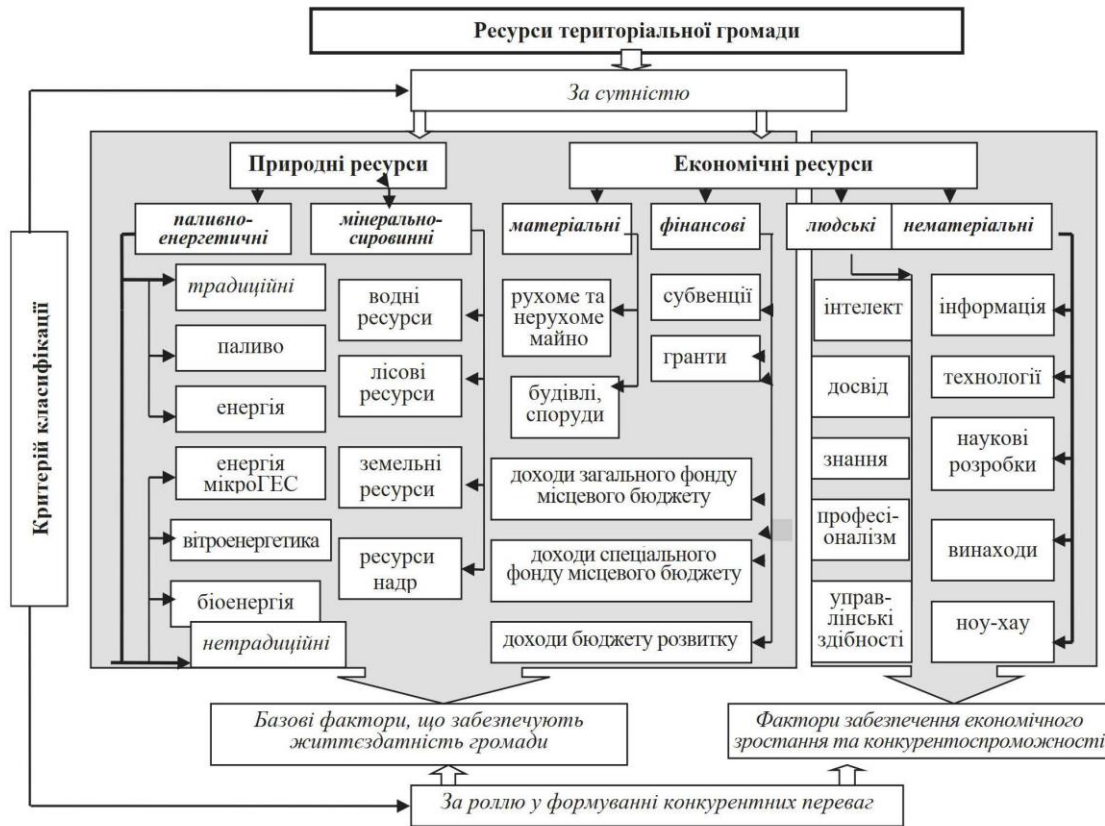 Ресурси територіальної громади
За сутністю
Природні ресурси
Економічні ресурси
Критерій класифікації
паливно-
енергетичні
традиційні
паливо
енергія
енергія
мікроГЕС
вітроенергетика
біоенергія
нетрадиційні
мінерально-
сировинні
водні
ресурси
лісові
ресурси
земельні
ресурси
ресурси
надр
матеріальні
рухоме та
нерухоме
майно
будівлі,
споруди
фінансові
субвенції
гранти
доходи загального фонду
місцевого бюджету
доходи спеціального
фонду місцевого бюджету
доходи бюджету розвитку
людські
інтелект
досвід
знання
професі-
оналізм
управ-
лінські
здібності
нематеріальні
інформація
технології
наукові
розробки
винаходи
ноу-хау
Базові фактори, що забезпечують
життєздатність громади
Фактори забезпечення економічного
зростання та конкурентоспроможності
За роллю у формуванні конкурентних переваг